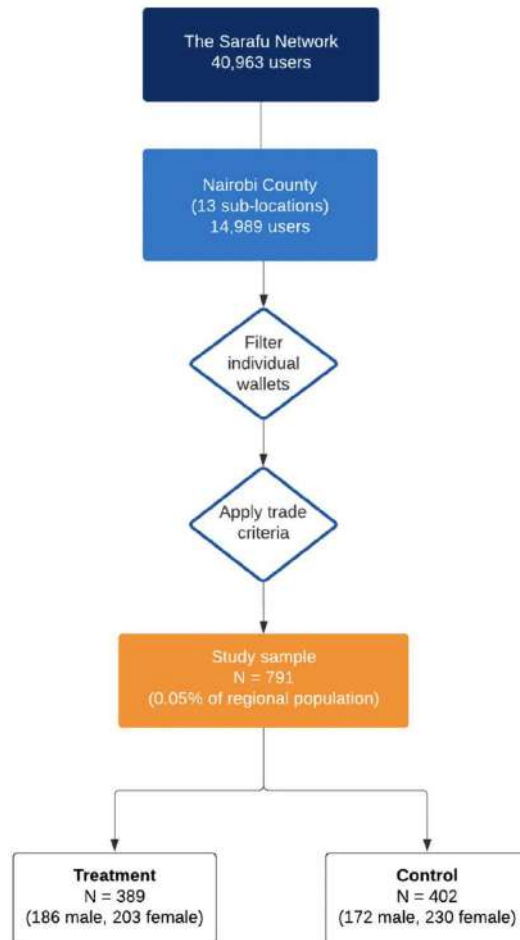 The Sarafu Network
40,963 users
Nairobi County
(13 sub-locations)
14,989 users
Filter
individual
wallets
Apply trade
criteria
Study sample
N = 791
(0.05% of regional population)
Treatment
N = 389
(186 male, 203 female)
Control
N = 402
(172 male, 230 female)